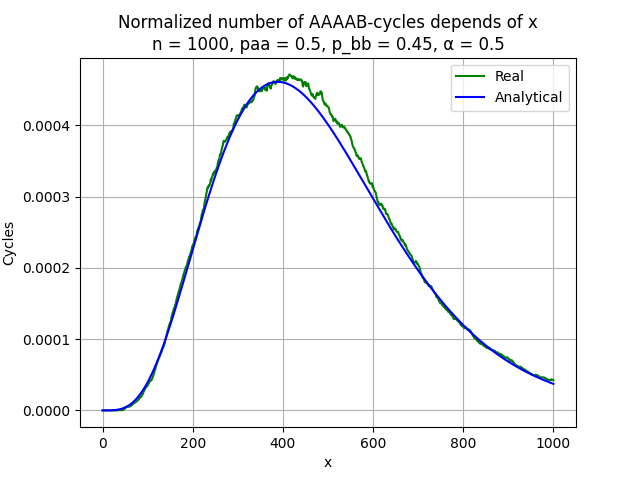 Normalized number of AAAAB-cycles depends of x
n = 1000, paa = 0.5, p_bb = 0.45, α = 0.5
Real
Analytical
Cycles
0.0004
0.0003
0.0002
0.0001
0.0000
0
200
400
600
800
1000
x